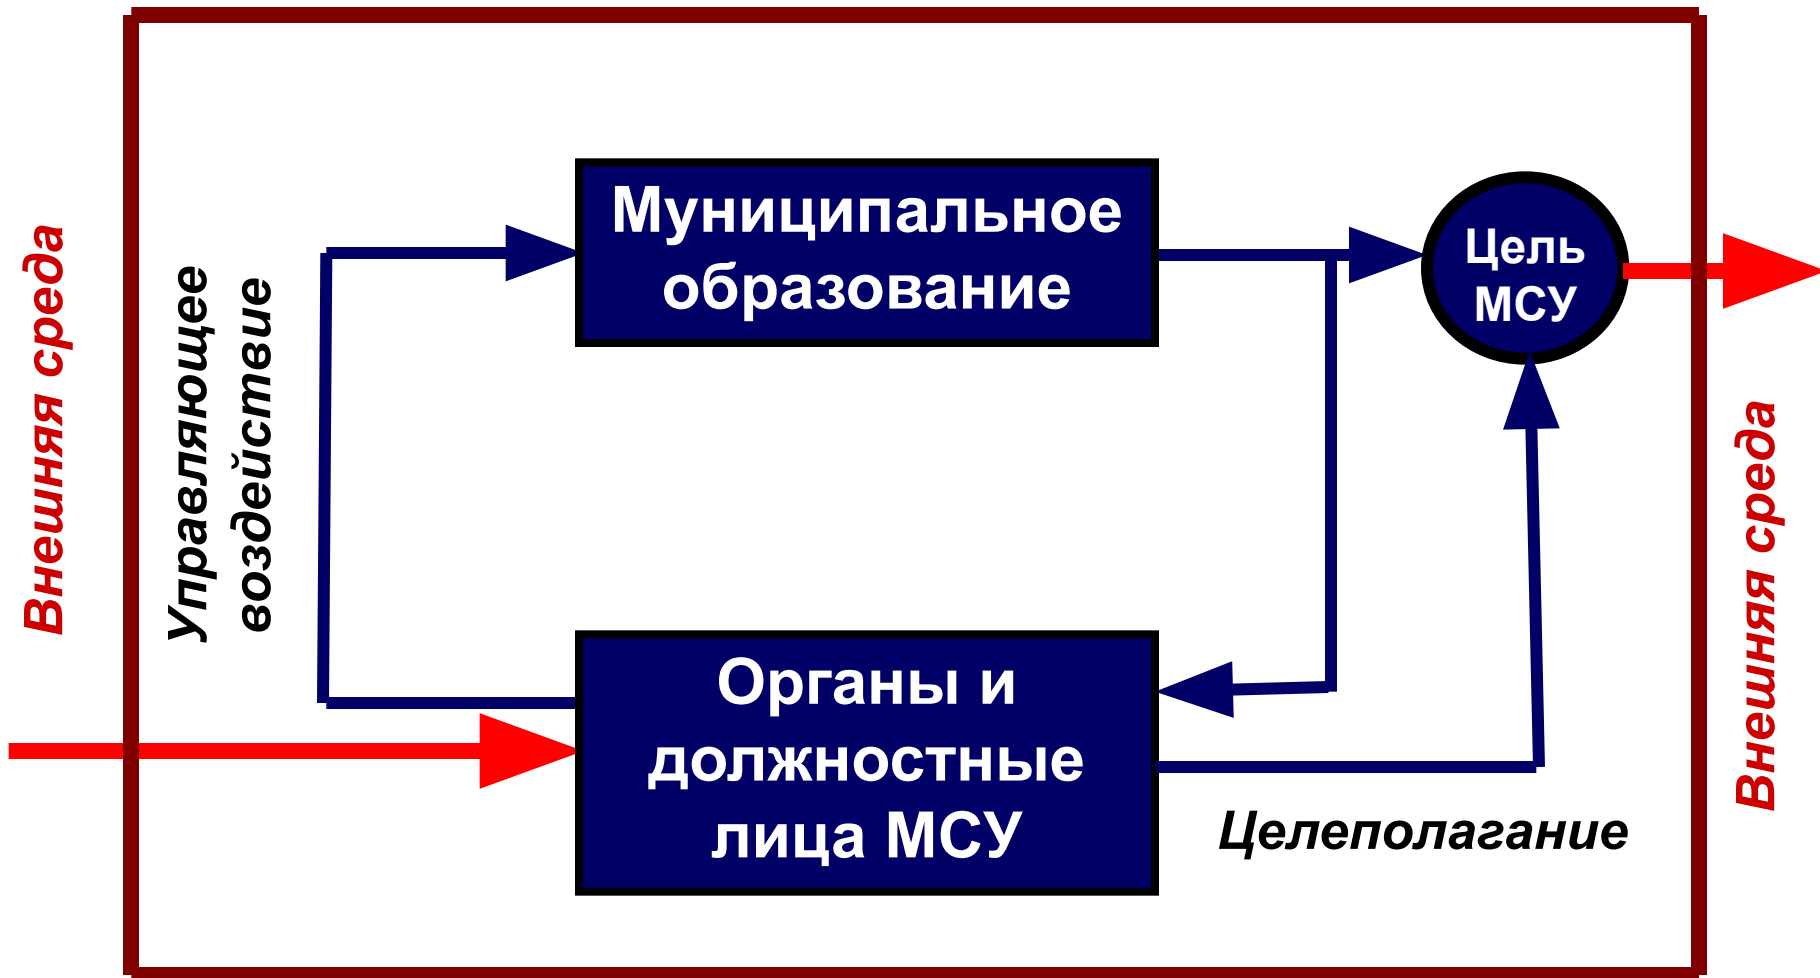 Внешняя среда
Управляющее
воздействие
Муниципальное
образование
Цель
МСУ
Органы и
должностные
лица МСУ
Целеполагание
Внешняя среда